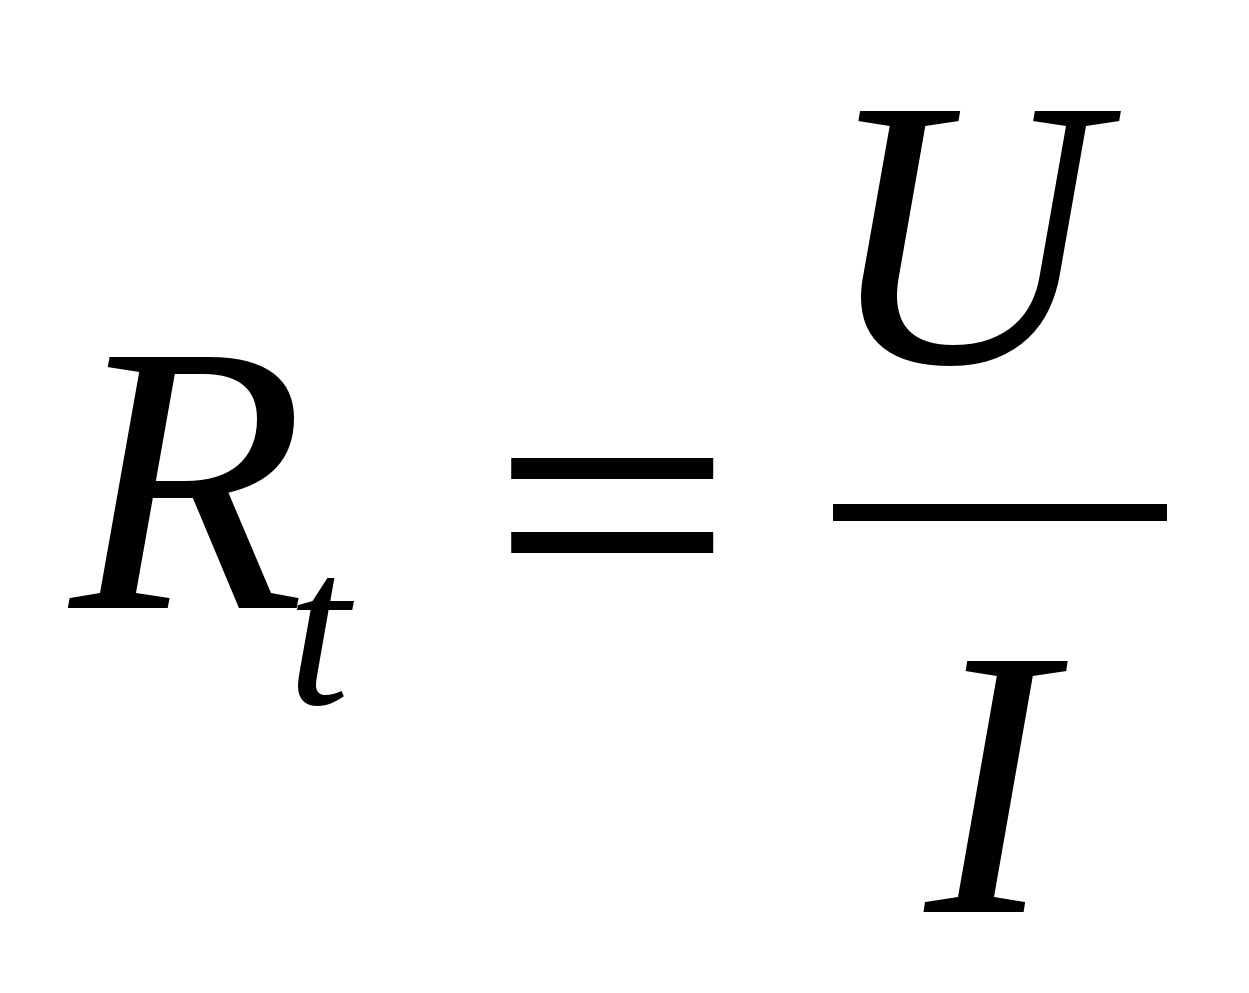 R_t = U / I